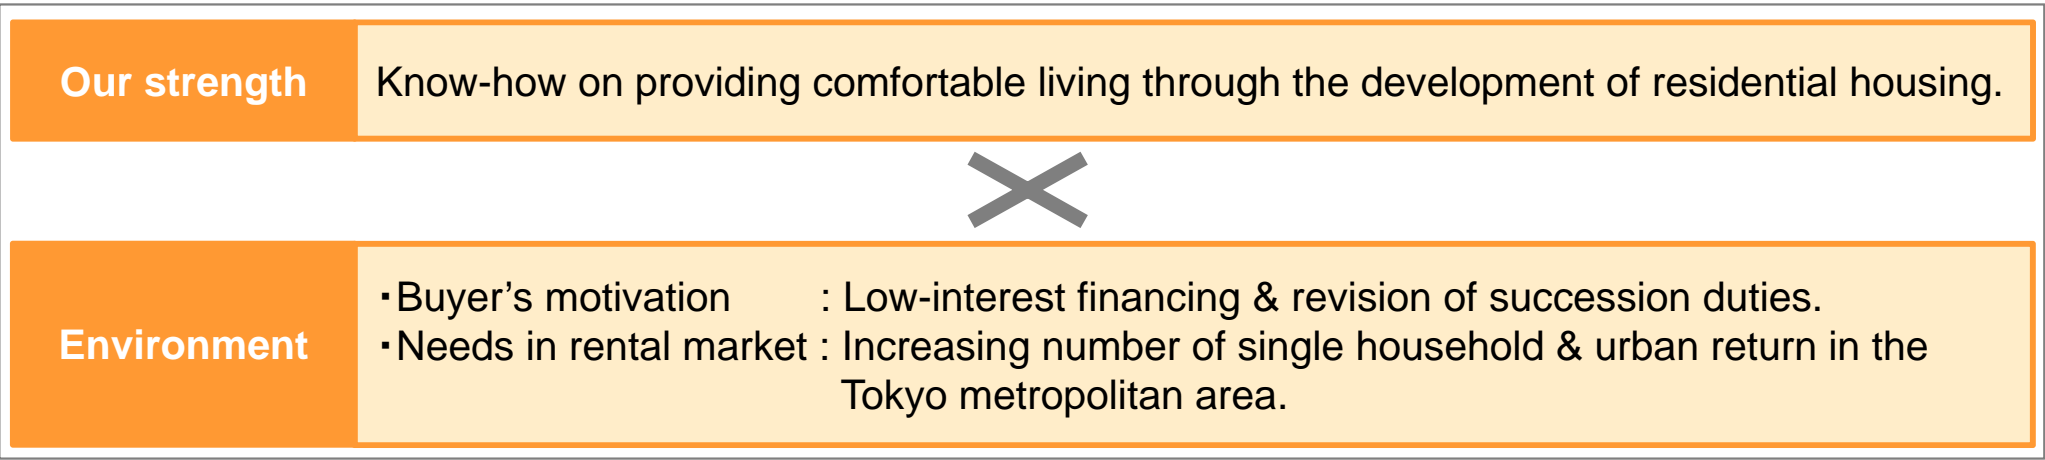 Our strength
Know-how on providing comfortable living through the development of residential housing.
Environment
・Buyer’s motivation : Low-interest financing & revision of succession duties.
・Needs in rental market : Increasing number of single household & urban return in the
Tokyo metropolitan area.